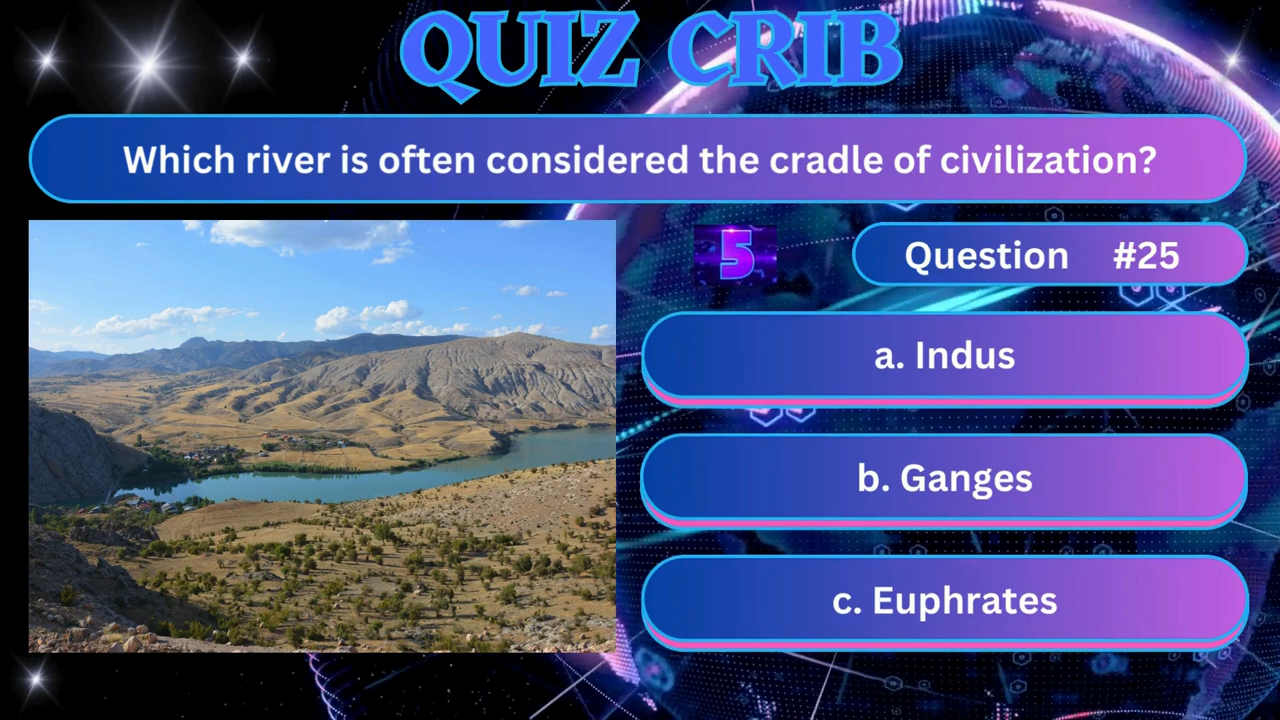 QUIZ CRIB
Which river is often considered the cradle of civilization?
5
Question #25
a. Indus
b. Ganges
c. Euphrates